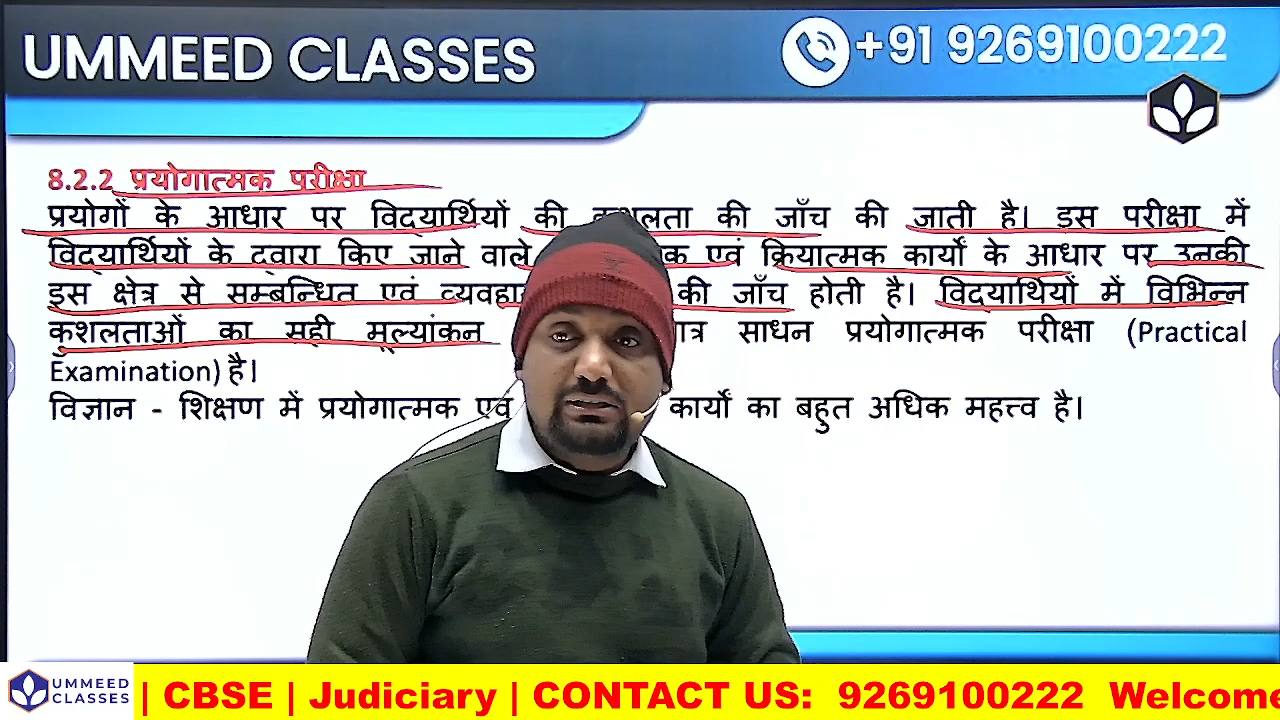 UMMEED CLASSES
+91 9269100222
8.2.2 प्रयोगात्मक परीक्षा
प्रयोगों के आधार पर विद्यार्थियों की कुशलता की जाँच की जाती है। इस परीक्षा में
विद्यार्थियों के द्वारा किए जाने वाले एवं क्रियात्मक कार्यों के आधार पर उनकी
इस क्षेत्र से सम्बन्धित एवं की जाँच होती है। विद्यार्थियों में विभिन्न
कुशलताओं का सही मूल्यांकन साधन प्रयोगात्मक परीक्षा (Practical
Examination) है।
विज्ञान - शिक्षण में प्रयोगात्मक एवं कार्यों का बहुत अधिक महत्त्व है।
UMMEED
CLASSES
| CBSE | Judiciary | CONTACT US: 9269100222 Welcome